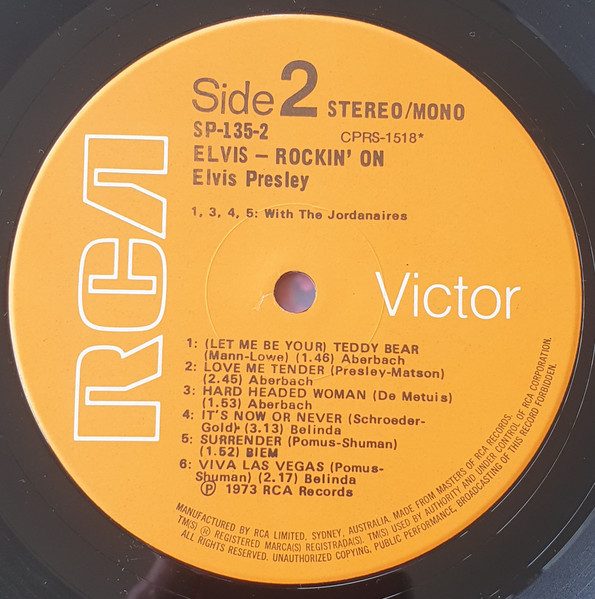 RCA
Side 2 STEREO/MONO
SP-135-2 CPRS-1518*
ELVIS – ROCKIN' ON
Elvis Presley
1, 3, 4, 5: With The Jordanaires
Victor
1: (LET ME BE YOUR) TEDDY BEAR
(Mann-Lowe) (1.46) Aberbach
2: LOVE ME TENDER (Presley-Matson)
(2.45) Aberbach
3: HARD HEADED WOMAN (De Metuis)
(1.53) Aberbach
4: IT'S NOW OR NEVER (Schroeder-
Gold) (3.13) Belinda
5: SURRENDER (Pomus-Shuman)
(1.52) BIEM
6: VIVA LAS VEGAS (Pomus-
Shuman) (2.17) Belinda
℗ 1973 RCA Records
MANUFACTURED BY RCA LIMITED, SYDNEY, AUSTRALIA. MADE FROM MASTERS OF RCA RECORDS.
TM(S) ® REGISTERED MARCA(S) REGISTRADA(S). TM(S) USED BY AUTHORITY AND UNDER CONTROL OF RCA CORPORATION.
ALL RIGHTS RESERVED. UNAUTHORIZED COPYING, PUBLIC PERFORMANCE, BROADCASTING OF THIS RECORD FORBIDDEN.